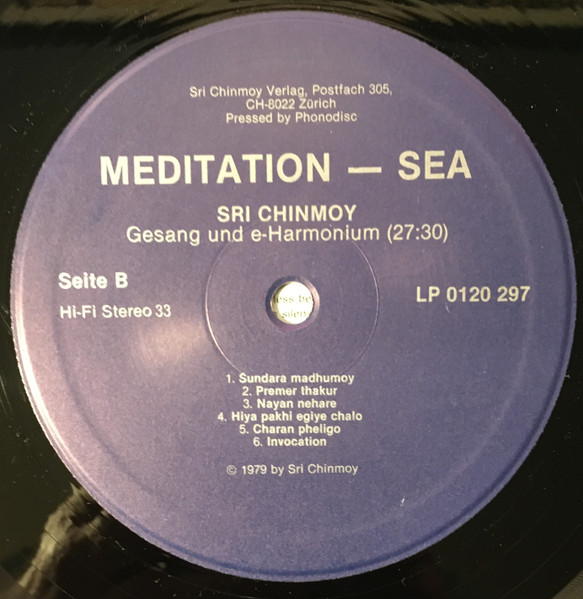 Sri Chinmoy Verlag, Postfach 305,
CH-8022 Zürich
Pressed by Phonodisc
MEDITATION — SEA
SRI CHINMOY
Gesang und e-Harmonium (27:30)
Seite B
LP 0120 297
Hi-Fi Stereo 33
1. Sundara madhumoy
2. Premer thakur
3. Nayan nehare
4. Hiya pakhi egiye chalo
5. Charan pheligo
6. Invocation
© 1979 by Sri Chinmoy